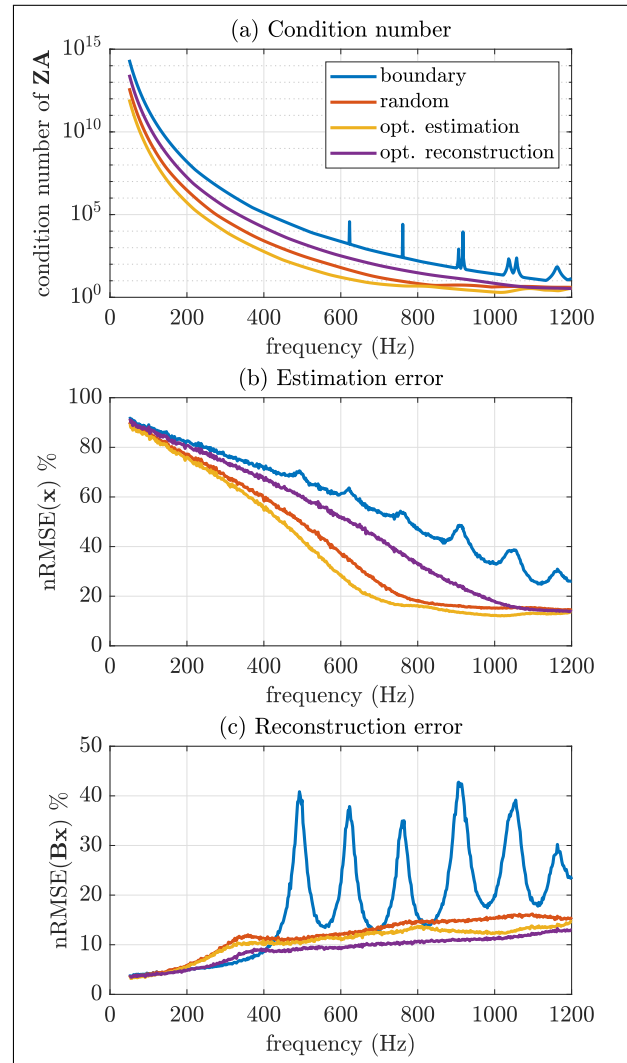 (a) Condition number
condition number of ZA
10^15
10^10
10^5
10^0
boundary
random
opt. estimation
opt. reconstruction
0 200 400 600 800 1000 1200
frequency (Hz)
(b) Estimation error
nRMSE(x) %
100
80
60
40
20
0
0 200 400 600 800 1000 1200
frequency (Hz)
(c) Reconstruction error
nRMSE(Bx) %
50
40
30
20
10
0
0 200 400 600 800 1000 1200
frequency (Hz)